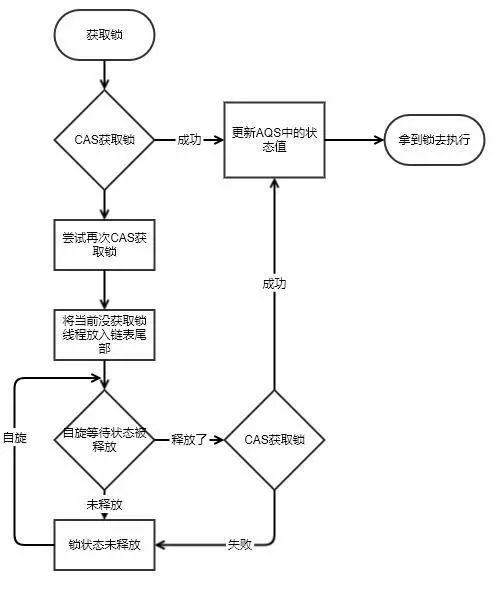 获取锁
CAS获取锁
成功
更新AQS中的状
态值
拿到锁去执行
尝试再次CAS获
取锁
将当前没获取锁
线程放入链表尾
部
成功
自旋
自旋等待状态被
释放
释放了
CAS获取锁
未释放
锁状态未释放
失败